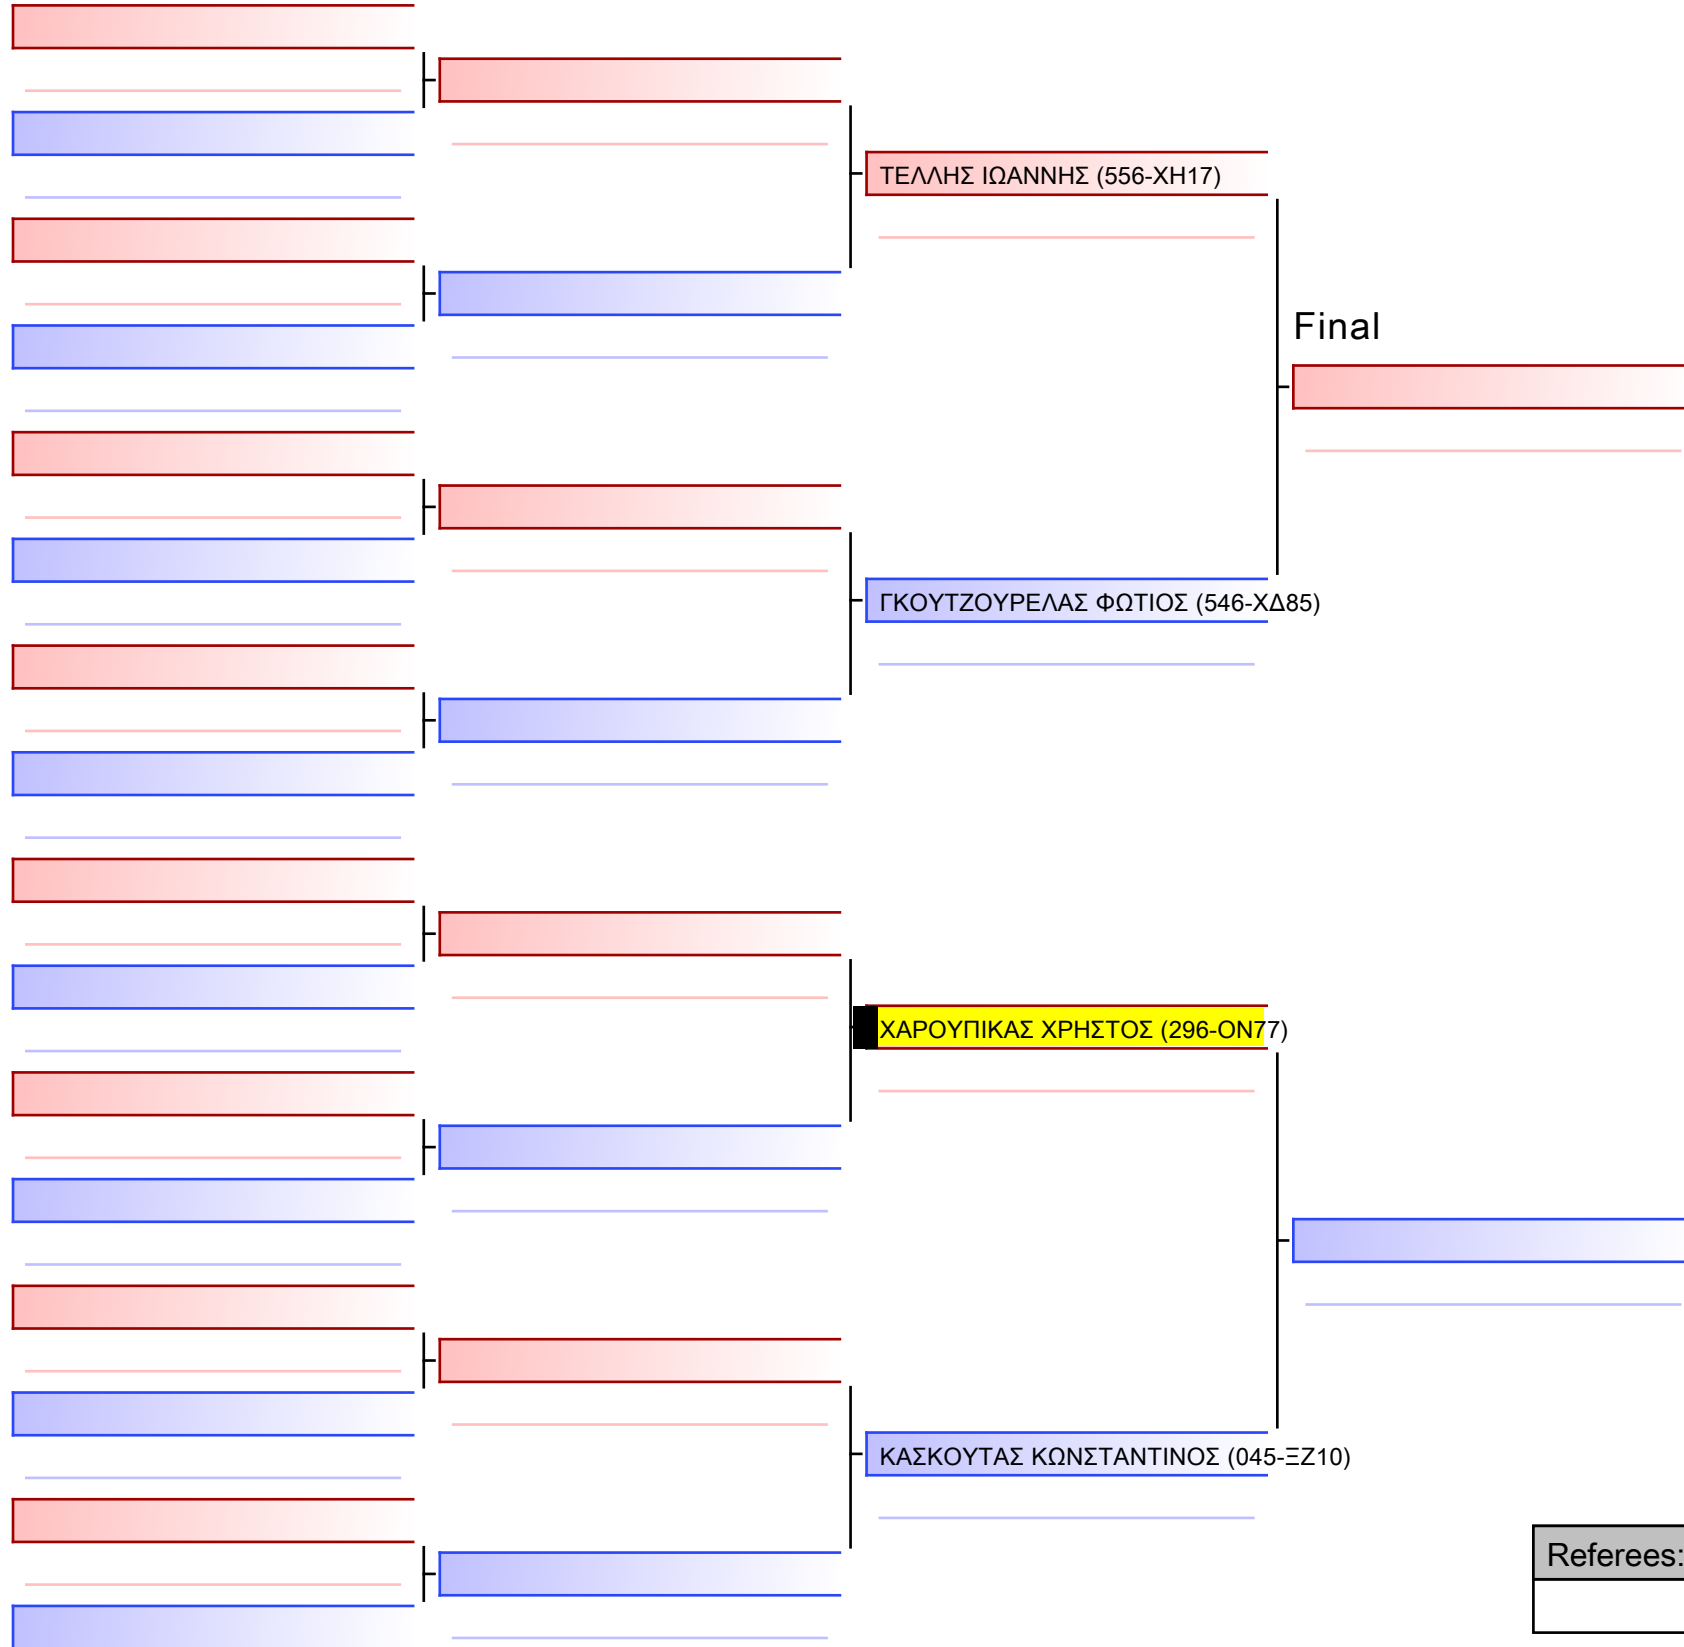 ΤΕΛΛΗΣ ΙΩΑΝΝΗΣ (556-ΧΗ17)
Final
ΓΚΟΥΤΖΟΥΡΕΛΑΣ ΦΩΤΙΟΣ (546-ΧΔ85)
ΧΑΡΟΥΠΙΚΑΣ ΧΡΗΣΤΟΣ (296-ΟΝ77)
ΚΑΣΚΟΥΤΑΣ ΚΩΝΣΤΑΝΤΙΝΟΣ (045-ΞΖ10)
Referees: